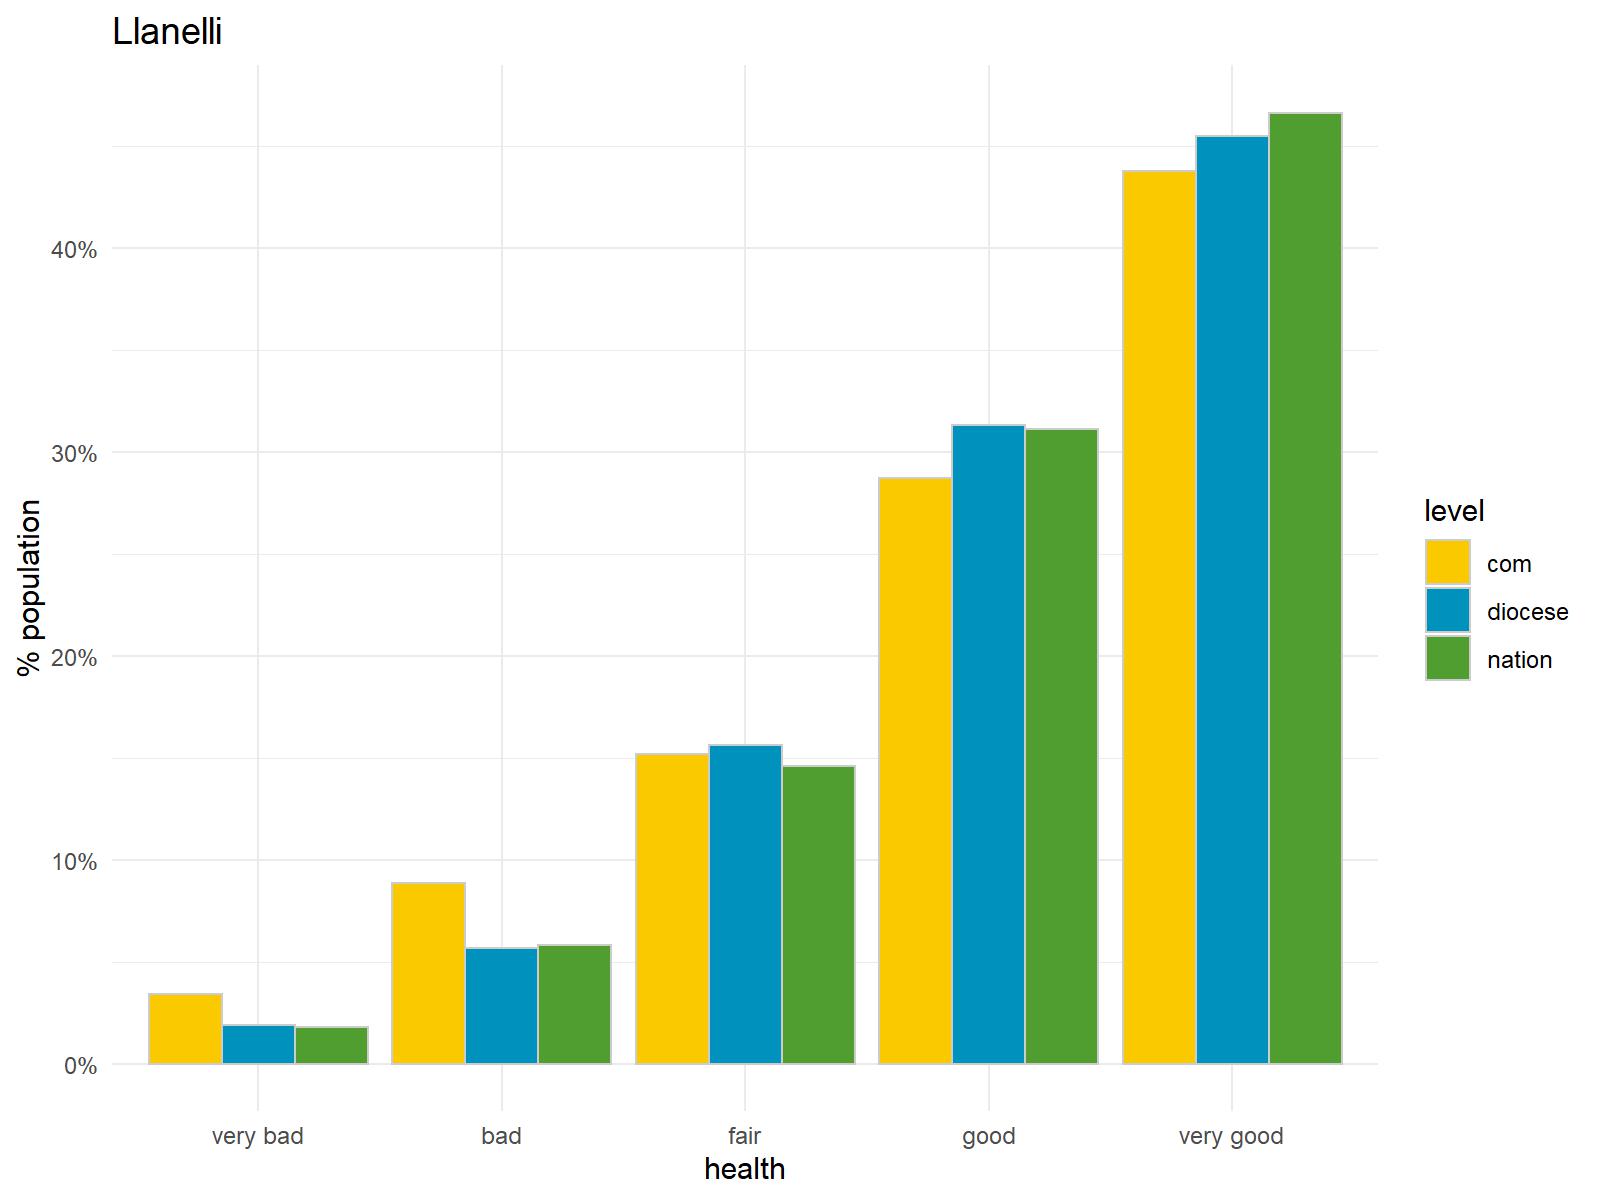 Llanelli
% population
40%
30%
20%
10%
0%
very bad
bad
fair
good
very good
health
level
com
diocese
nation